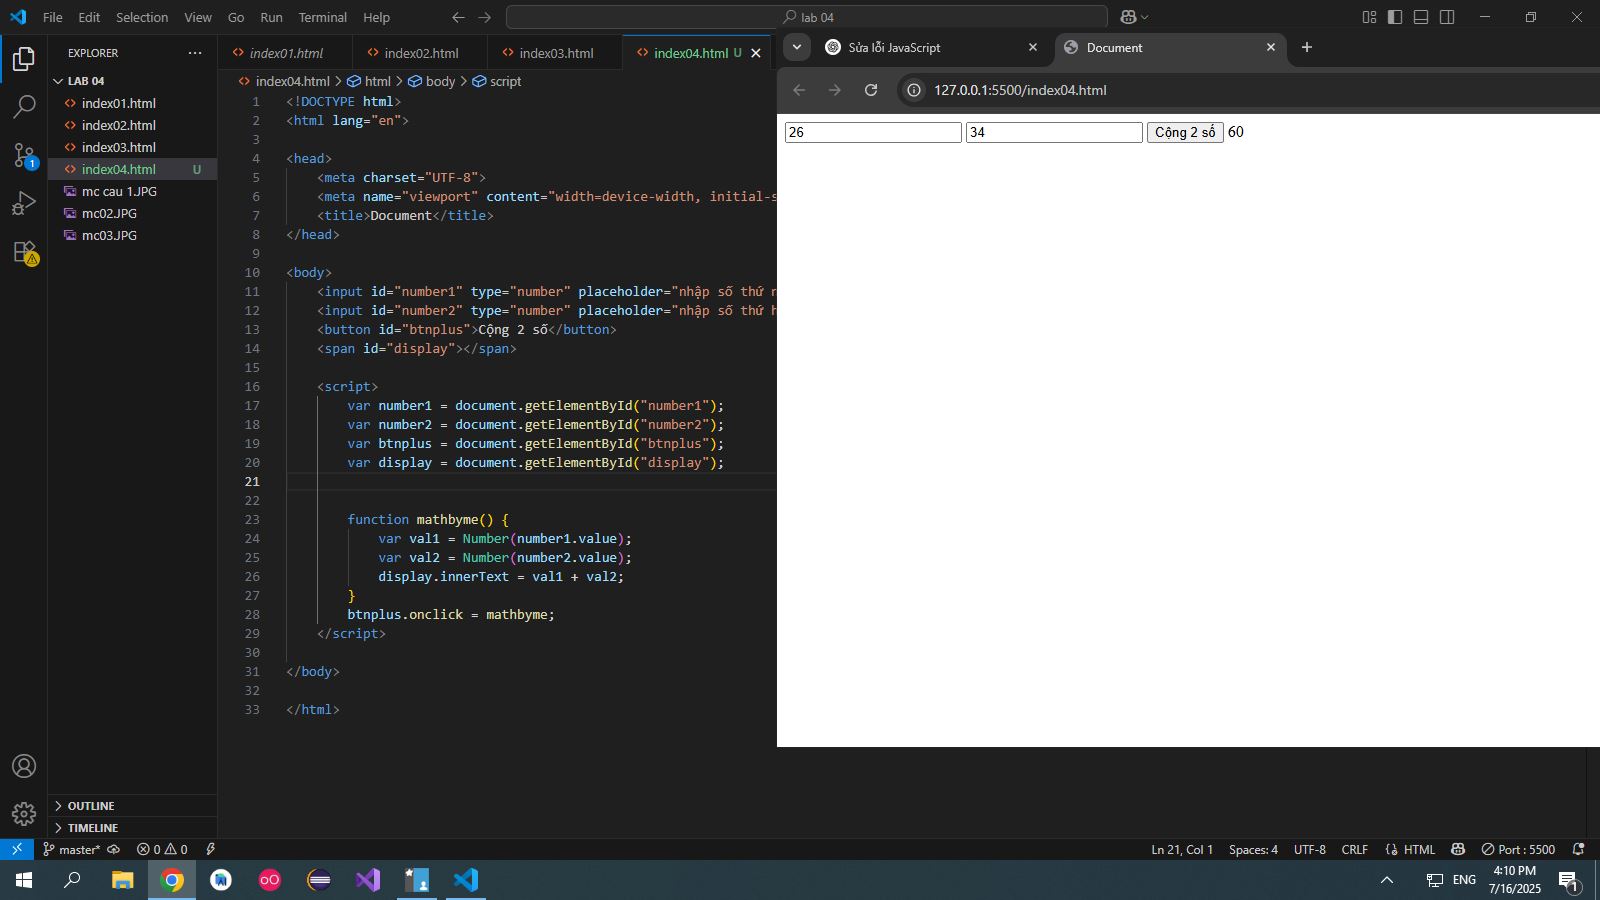 File Edit Selection View Go Run Terminal Help
lab 04
EXPLORER
LAB 04
index01.html
index02.html
index03.html
index04.html U
mc cau 1.JPG
mc02.JPG
mc03.JPG
OUTLINE
TIMELINE
index01.html index02.html index03.html index04.html U
index04.html > html > body > script
1 <!DOCTYPE html>
2 <html lang="en">
3
4 <head>
5 <meta charset="UTF-8">
6 <meta name="viewport" content="width=device-width, initial-s
7 <title>Document</title>
8 </head>
9
10 <body>
11 <input id="number1" type="number" placeholder="nhập số thứ n
12 <input id="number2" type="number" placeholder="nhập số thứ h
13 <button id="btnplus">Cộng 2 số</button>
14 <span id="display"></span>
15
16 <script>
17 var number1 = document.getElementById("number1");
18 var number2 = document.getElementById("number2");
19 var btnplus = document.getElementById("btnplus");
20 var display = document.getElementById("display");
21
22
23 function mathbyme() {
24 var val1 = Number(number1.value);
25 var val2 = Number(number2.value);
26 display.innerText = val1 + val2;
27 }
28 btnplus.onclick = mathbyme;
29 </script>
30
31 </body>
32
33 </html>
Sửa lỗi JavaScript
Document
127.0.0.1:5500/index04.html
26 34 Cộng 2 số 60
master* 0 0
Ln 21, Col 1 Spaces: 4 UTF-8 CRLF HTML Port : 5500
ENG
4:10 PM
7/16/2025
1